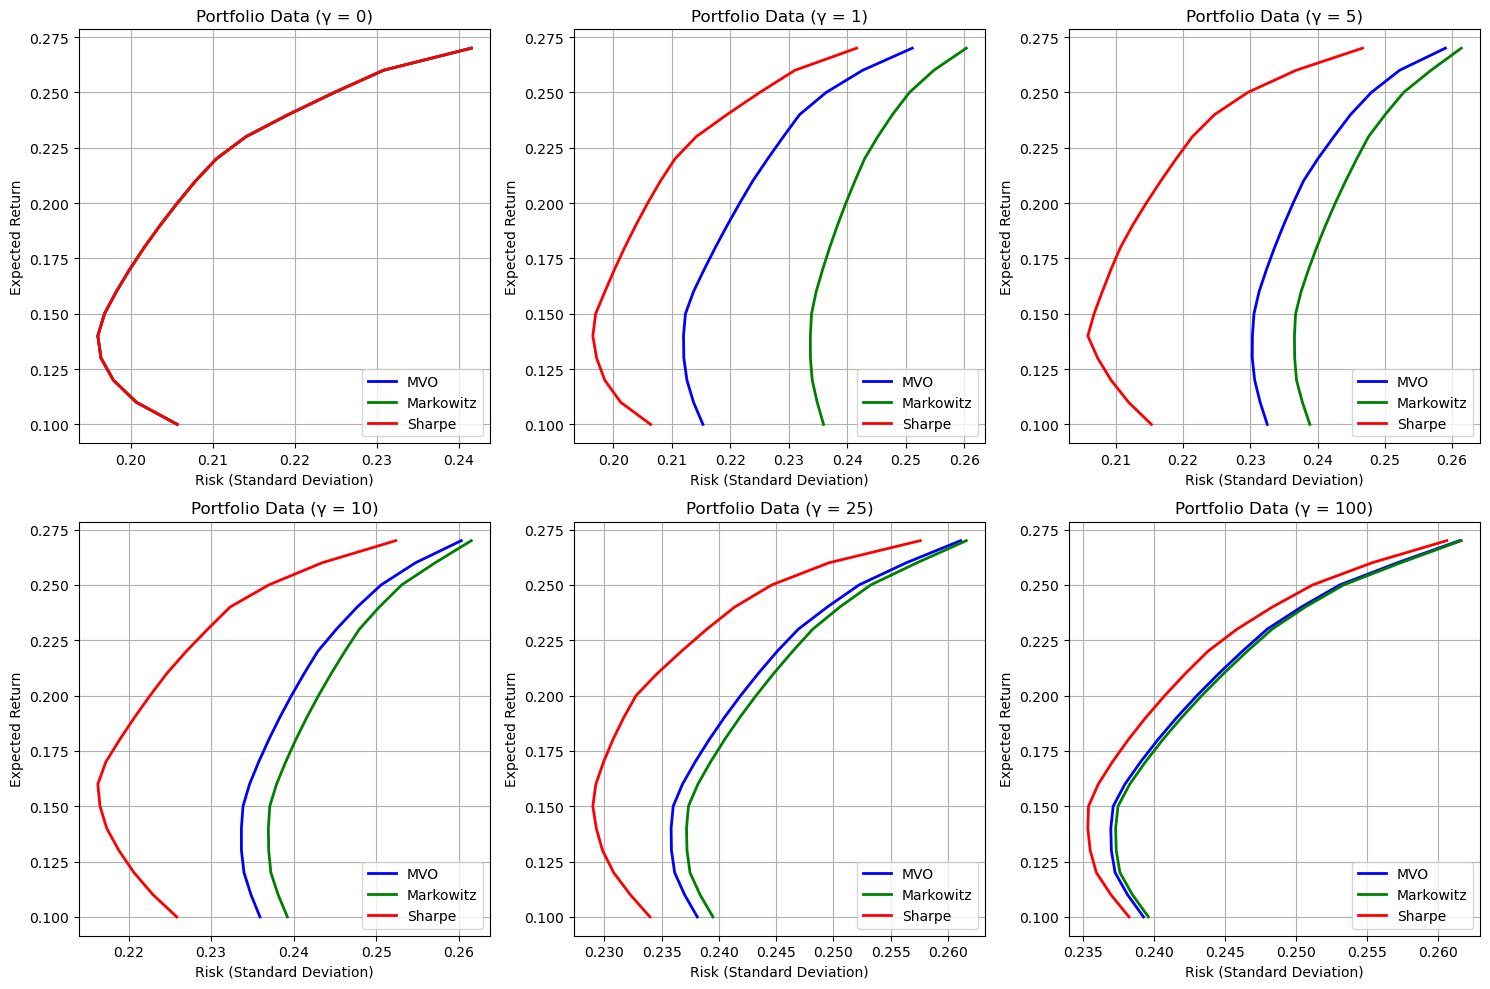 Portfolio Data (γ = 0)
0.275
0.250
0.225
0.200
0.175
0.150
0.125
0.100
Expected Return
0.20 0.21 0.22 0.23 0.24
Risk (Standard Deviation)
MVO
Markowitz
Sharpe
Portfolio Data (γ = 1)
0.275
0.250
0.225
0.200
0.175
0.150
0.125
0.100
Expected Return
0.20 0.21 0.22 0.23 0.24 0.25 0.26
Risk (Standard Deviation)
MVO
Markowitz
Sharpe
Portfolio Data (γ = 5)
0.275
0.250
0.225
0.200
0.175
0.150
0.125
0.100
Expected Return
0.21 0.22 0.23 0.24 0.25 0.26
Risk (Standard Deviation)
MVO
Markowitz
Sharpe
Portfolio Data (γ = 10)
0.275
0.250
0.225
0.200
0.175
0.150
0.125
0.100
Expected Return
0.22 0.23 0.24 0.25 0.26
Risk (Standard Deviation)
MVO
Markowitz
Sharpe
Portfolio Data (γ = 25)
0.275
0.250
0.225
0.200
0.175
0.150
0.125
0.100
Expected Return
0.230 0.235 0.240 0.245 0.250 0.255 0.260
Risk (Standard Deviation)
MVO
Markowitz
Sharpe
Portfolio Data (γ = 100)
0.275
0.250
0.225
0.200
0.175
0.150
0.125
0.100
Expected Return
0.235 0.240 0.245 0.250 0.255 0.260
Risk (Standard Deviation)
MVO
Markowitz
Sharpe